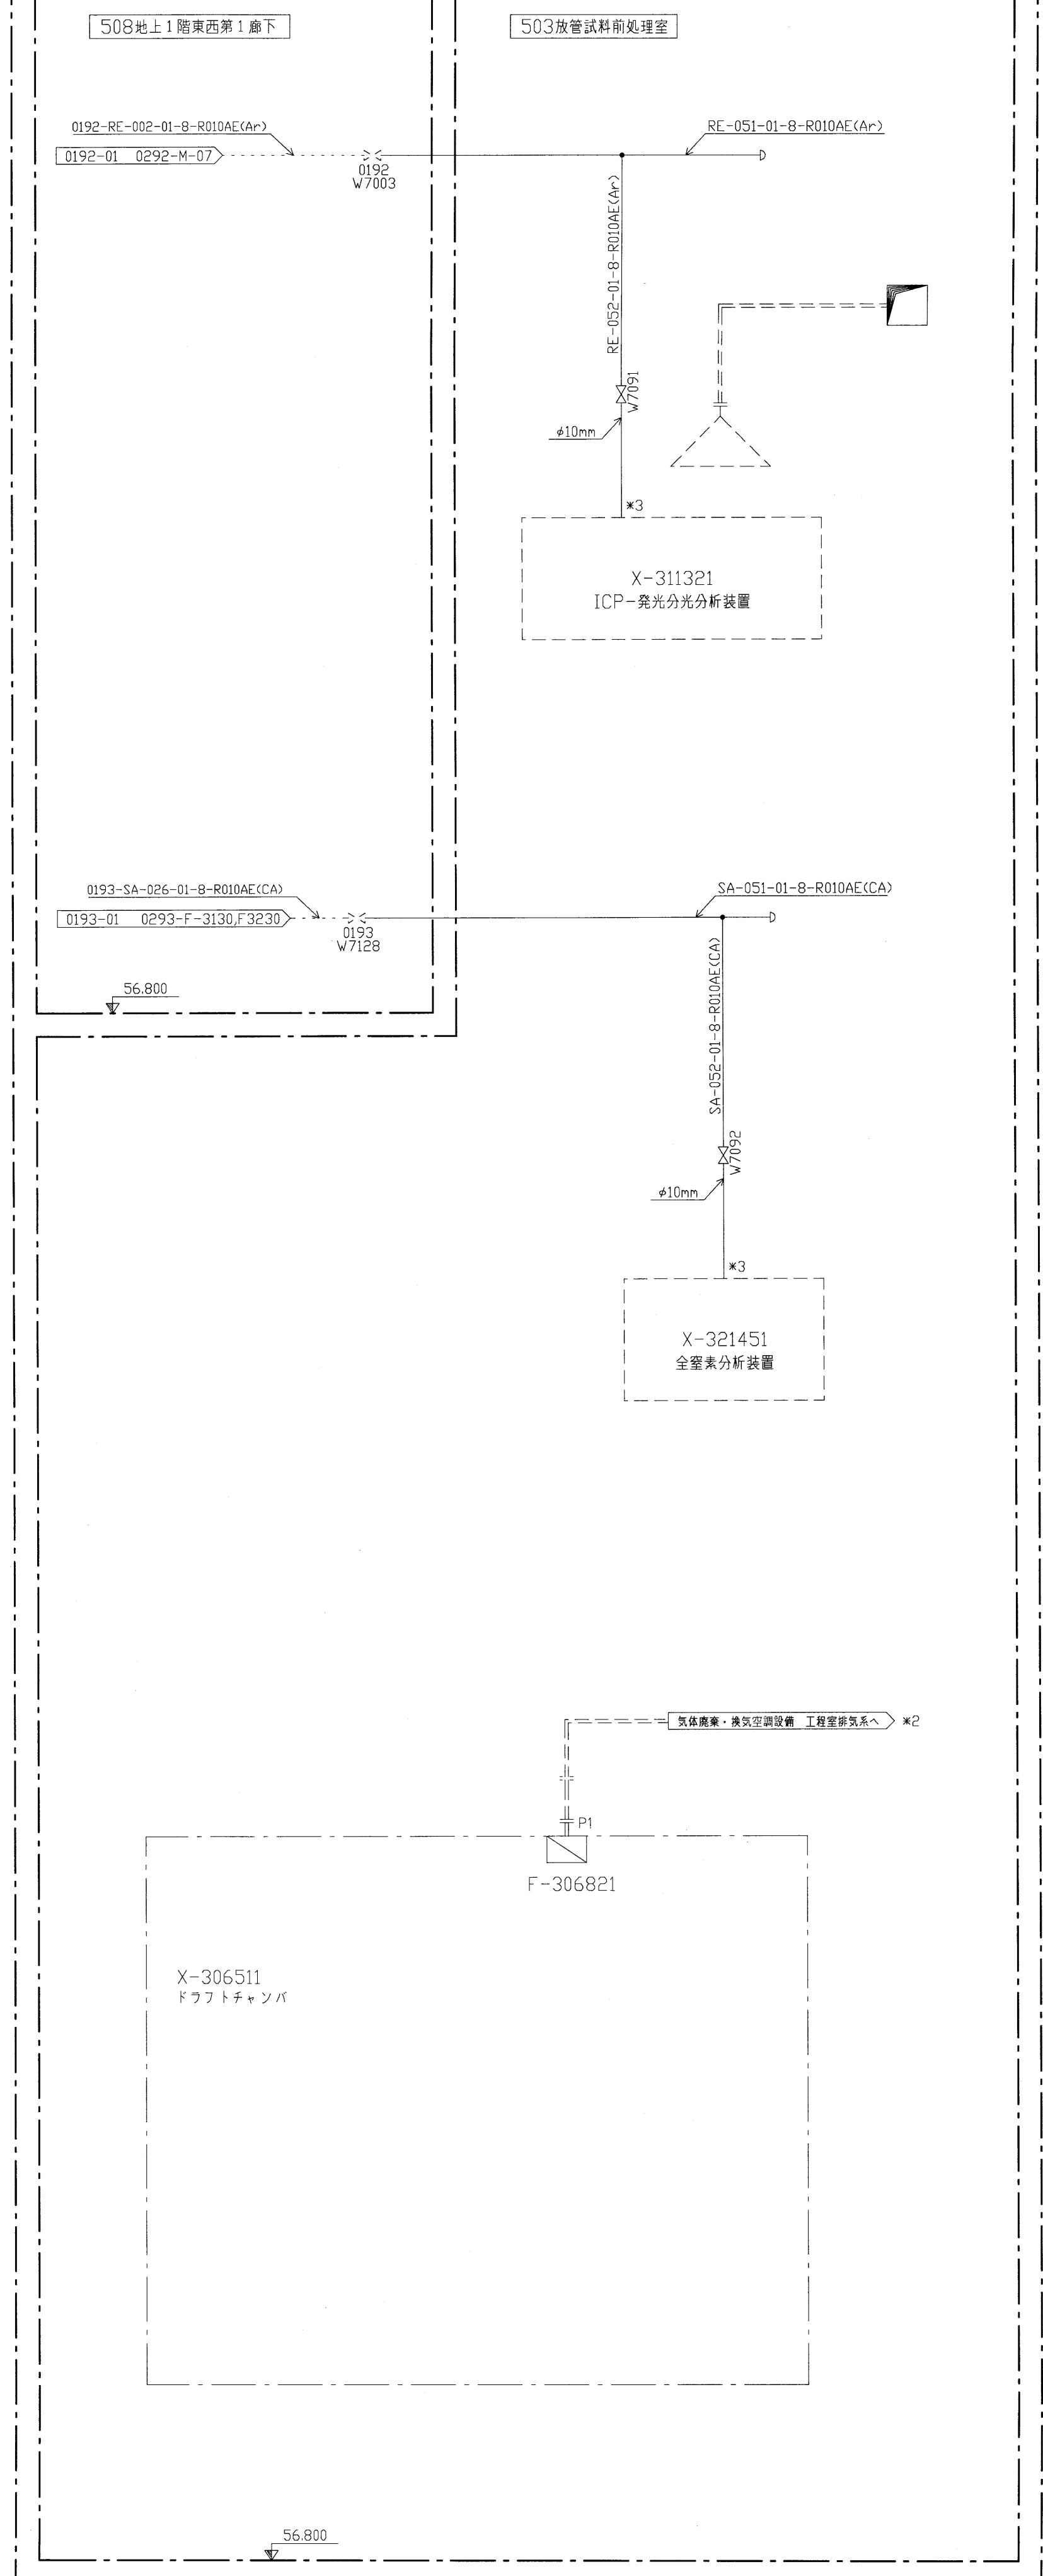 508地上1階東西第1廊下
503放管試料前処理室
0192-RE-002-01-8-R010AE(Ar)
RE-051-01-8-R010AE(Ar)
0192-01 0292-M-07
0192
W7003
RE-052-01-8-R010AE(Ar)
W7091
φ10mm
*3
X-311321
ICP-発光分光分析装置
0193-SA-026-01-8-R010AE(CA)
SA-051-01-8-R010AE(CA)
0193-01 0293-F-3130,F3230
0193
W7128
56.800
SA-052-01-8-R010AE(CA)
W7092
φ10mm
*3
X-321451
全窒素分析装置
気体廃棄・換気空調設備 工程室排気系へ *2
P1
F-306821
X-306511
ドラフトチャンバ
56.800